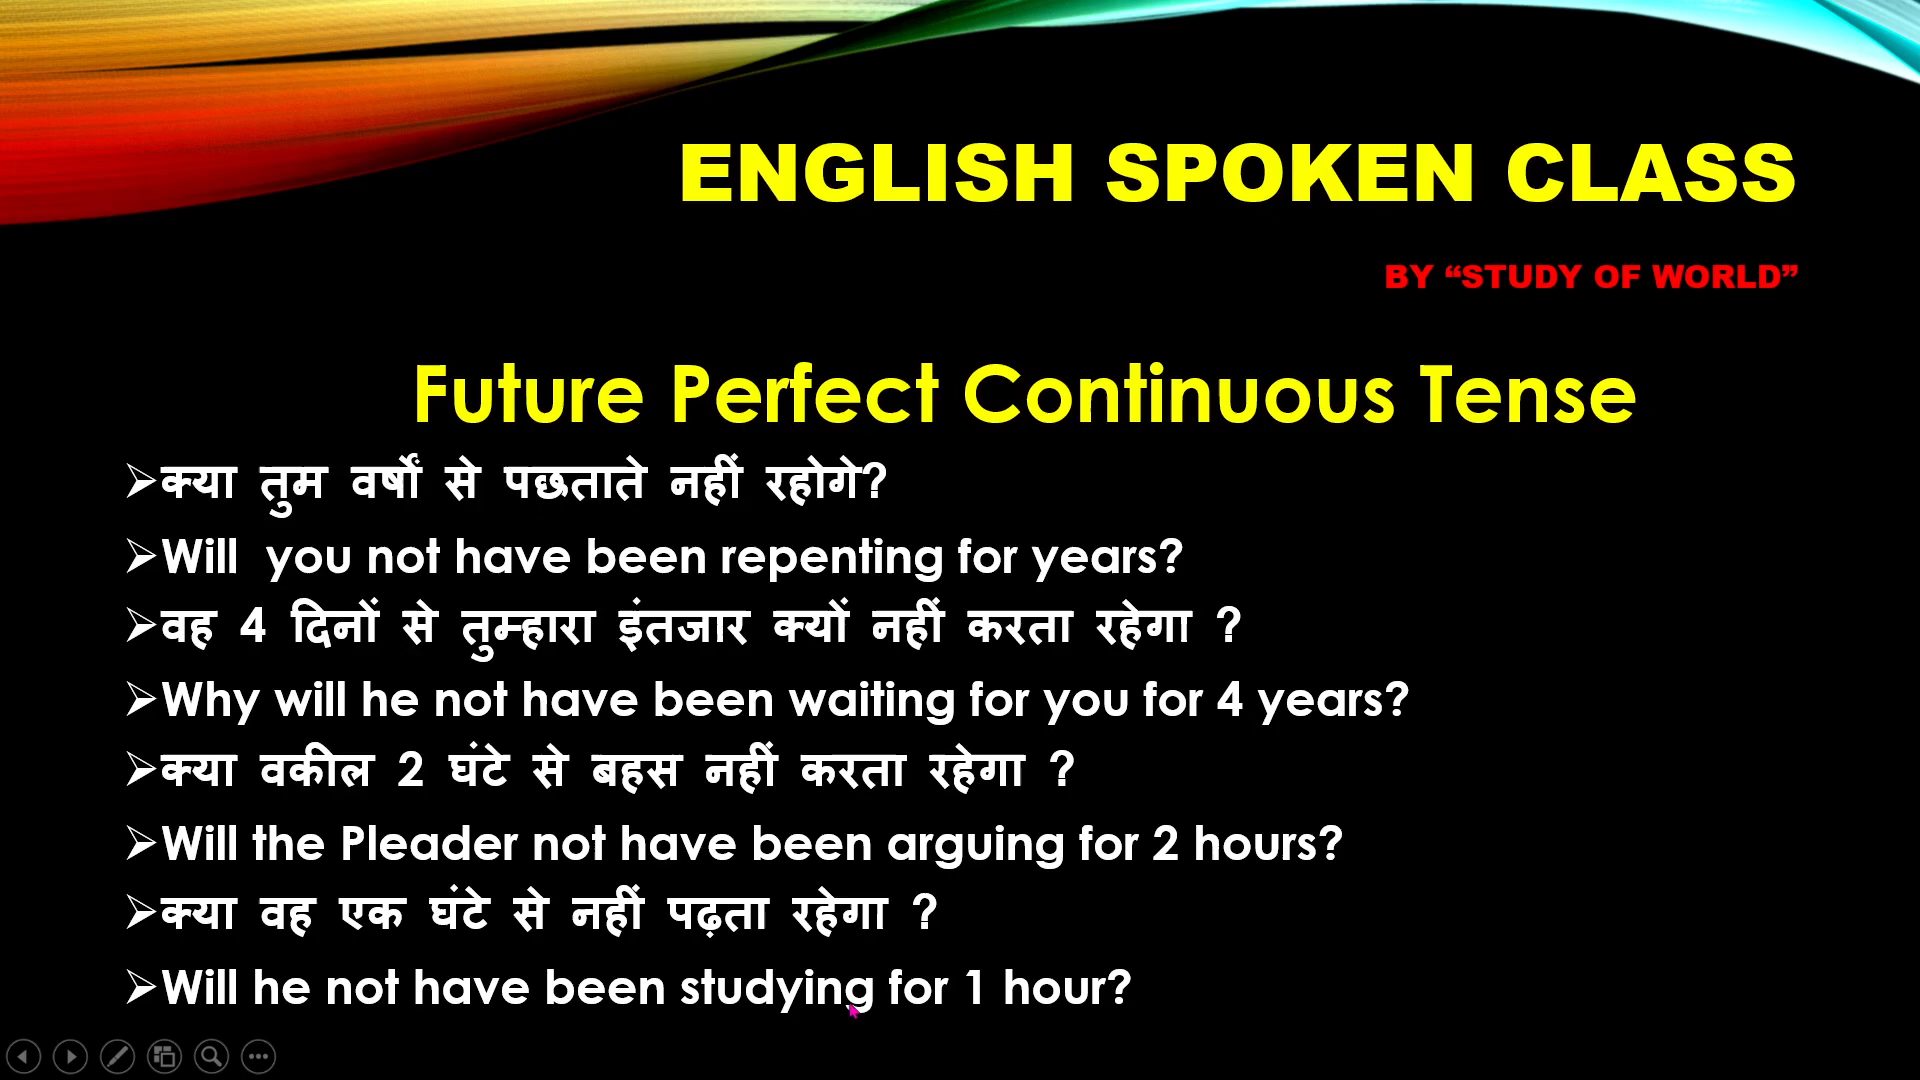 ENGLISH SPOKEN CLASS
BY “STUDY OF WORLD”
Future Perfect Continuous Tense
➢क्या तुम वर्षों से पछताते नहीं रहोगे?
➢Will  you not have been repenting for years?
➢वह 4 दिनों से तुम्हारा इंतजार क्यों नहीं करता रहेगा ?
➢Why will he not have been waiting for you for 4 years?
➢क्या वकील 2 घंटे से बहस नहीं करता रहेगा ?
➢Will the Pleader not have been arguing for 2 hours?
➢क्या वह एक घंटे से नहीं पढ़ता रहेगा ?
➢Will he not have been studying for 1 hour?